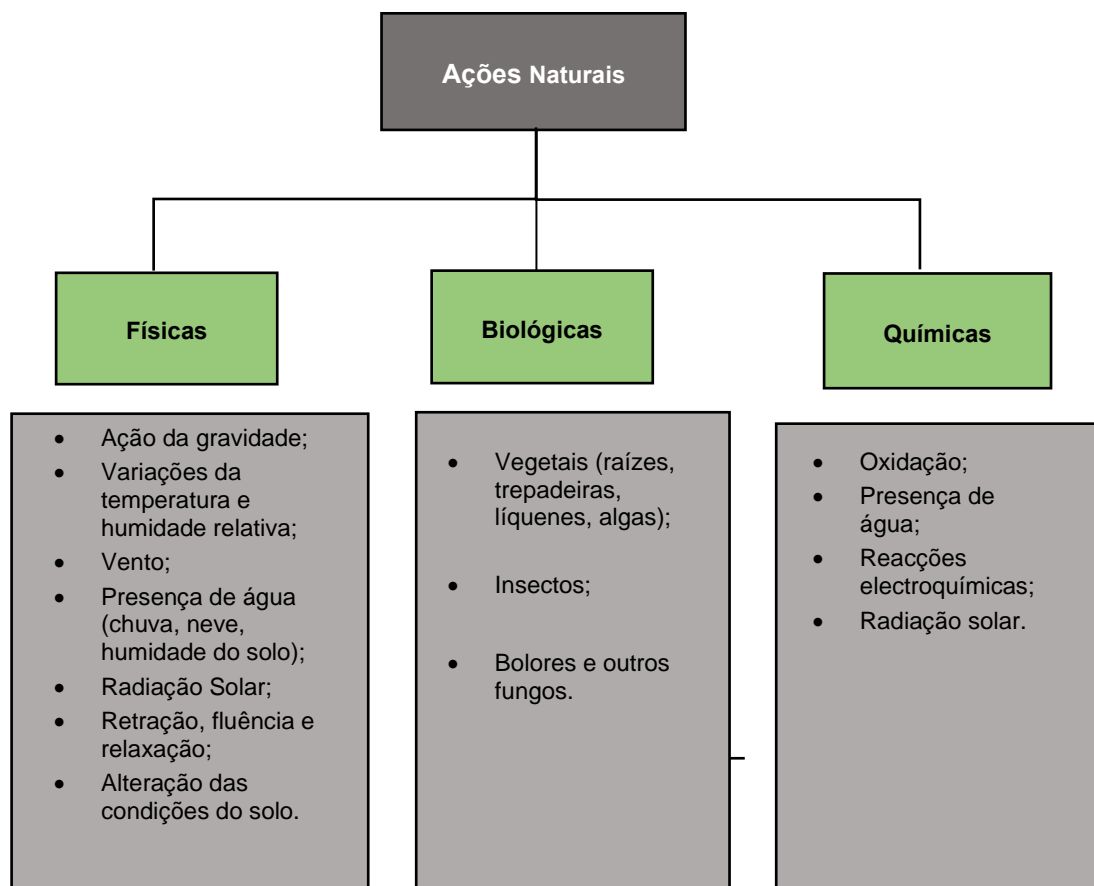 Ações Naturais
Físicas
Biológicas
Químicas
• Ação da gravidade;
• Variações da
temperatura e
humidade relativa;
• Vento;
• Presença de água
(chuva, neve,
humidade do solo);
• Radiação Solar;
• Retração, fluência e
relaxação;
• Alteração das
condições do solo.
• Vegetais (raízes,
trepadeiras,
líquenes, algas);
• Insectos;
• Bolores e outros
fungos.
• Oxidação;
• Presença de
água;
• Reacções
electroquímicas;
• Radiação solar.